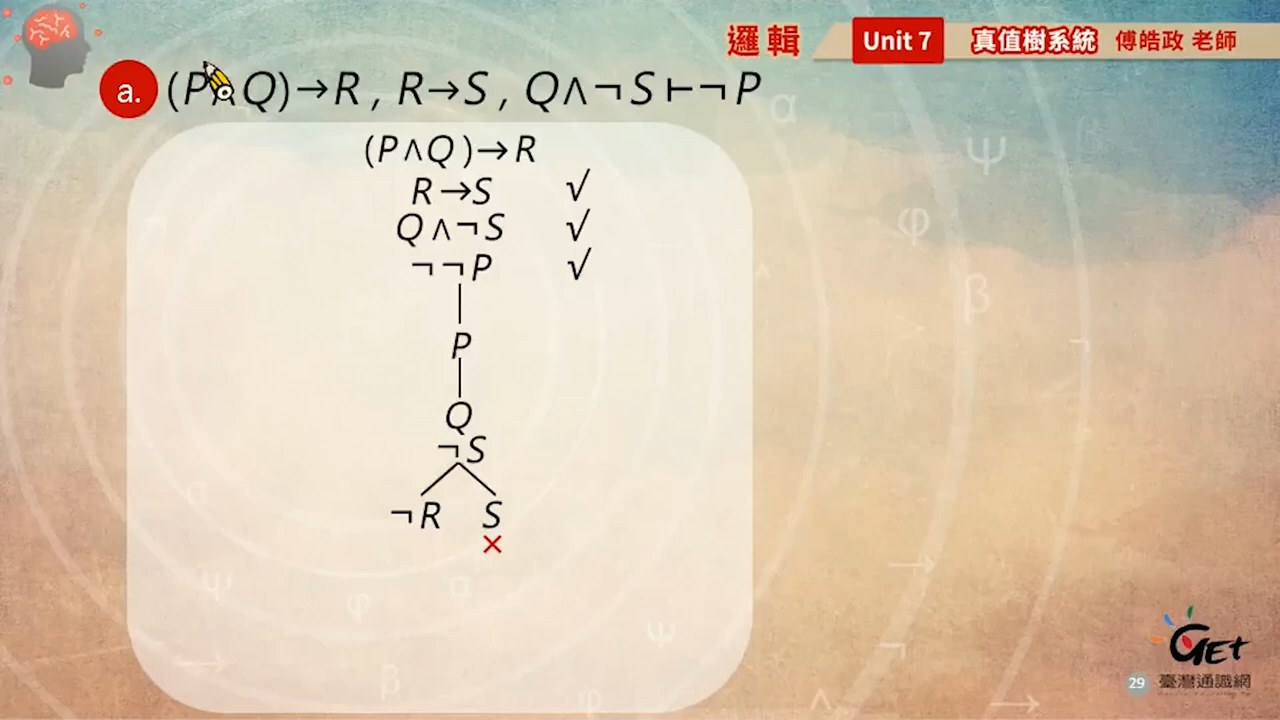 邏輯 Unit 7 真值樹系統 傅皓政 老師
a. (P∧Q)→R , R→S , Q∧¬S⊢¬P
(P∧Q)→R
R→S √
Q∧¬S √
¬¬P √
P
Q
¬S
¬R S
×
GET
29 臺灣通識網